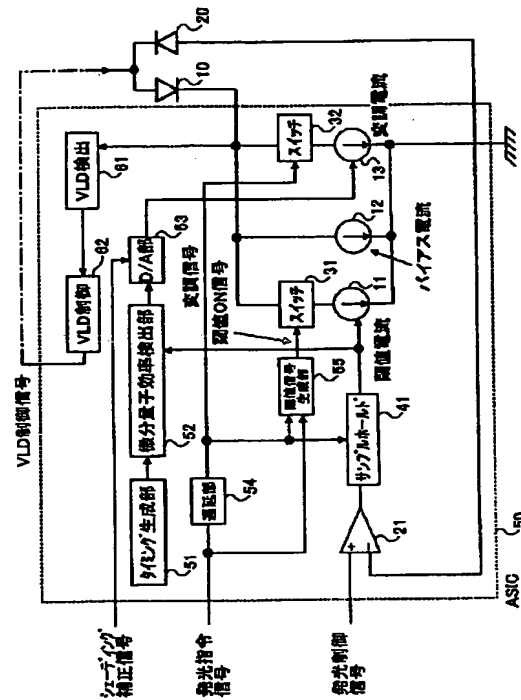 VLD制御信号
シェーディング
補正信号
発光指令
信号
発光制御
信号
VLD検出
61
VLD制御
62
D/A部
63
タイミング生成部
51
微分量子効率検出部
52
遅延部
54
変調信号
閾値ON信号
閾値信号
生成部
55
スイッチ
31
スイッチ
32
サンプルホールド
41
21
閾値電流
11
バイアス電流
12
変調電流
13
10
20
ASIC
50